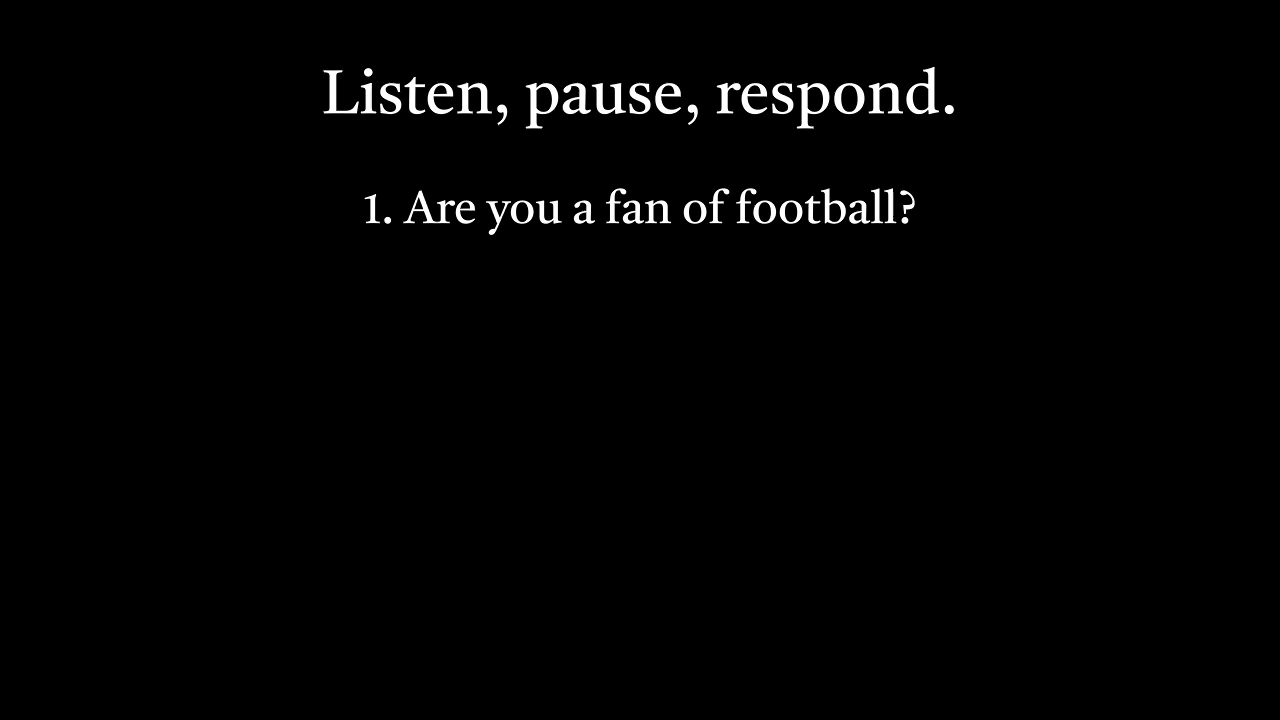 Listen, pause, respond.
1. Are you a fan of football?